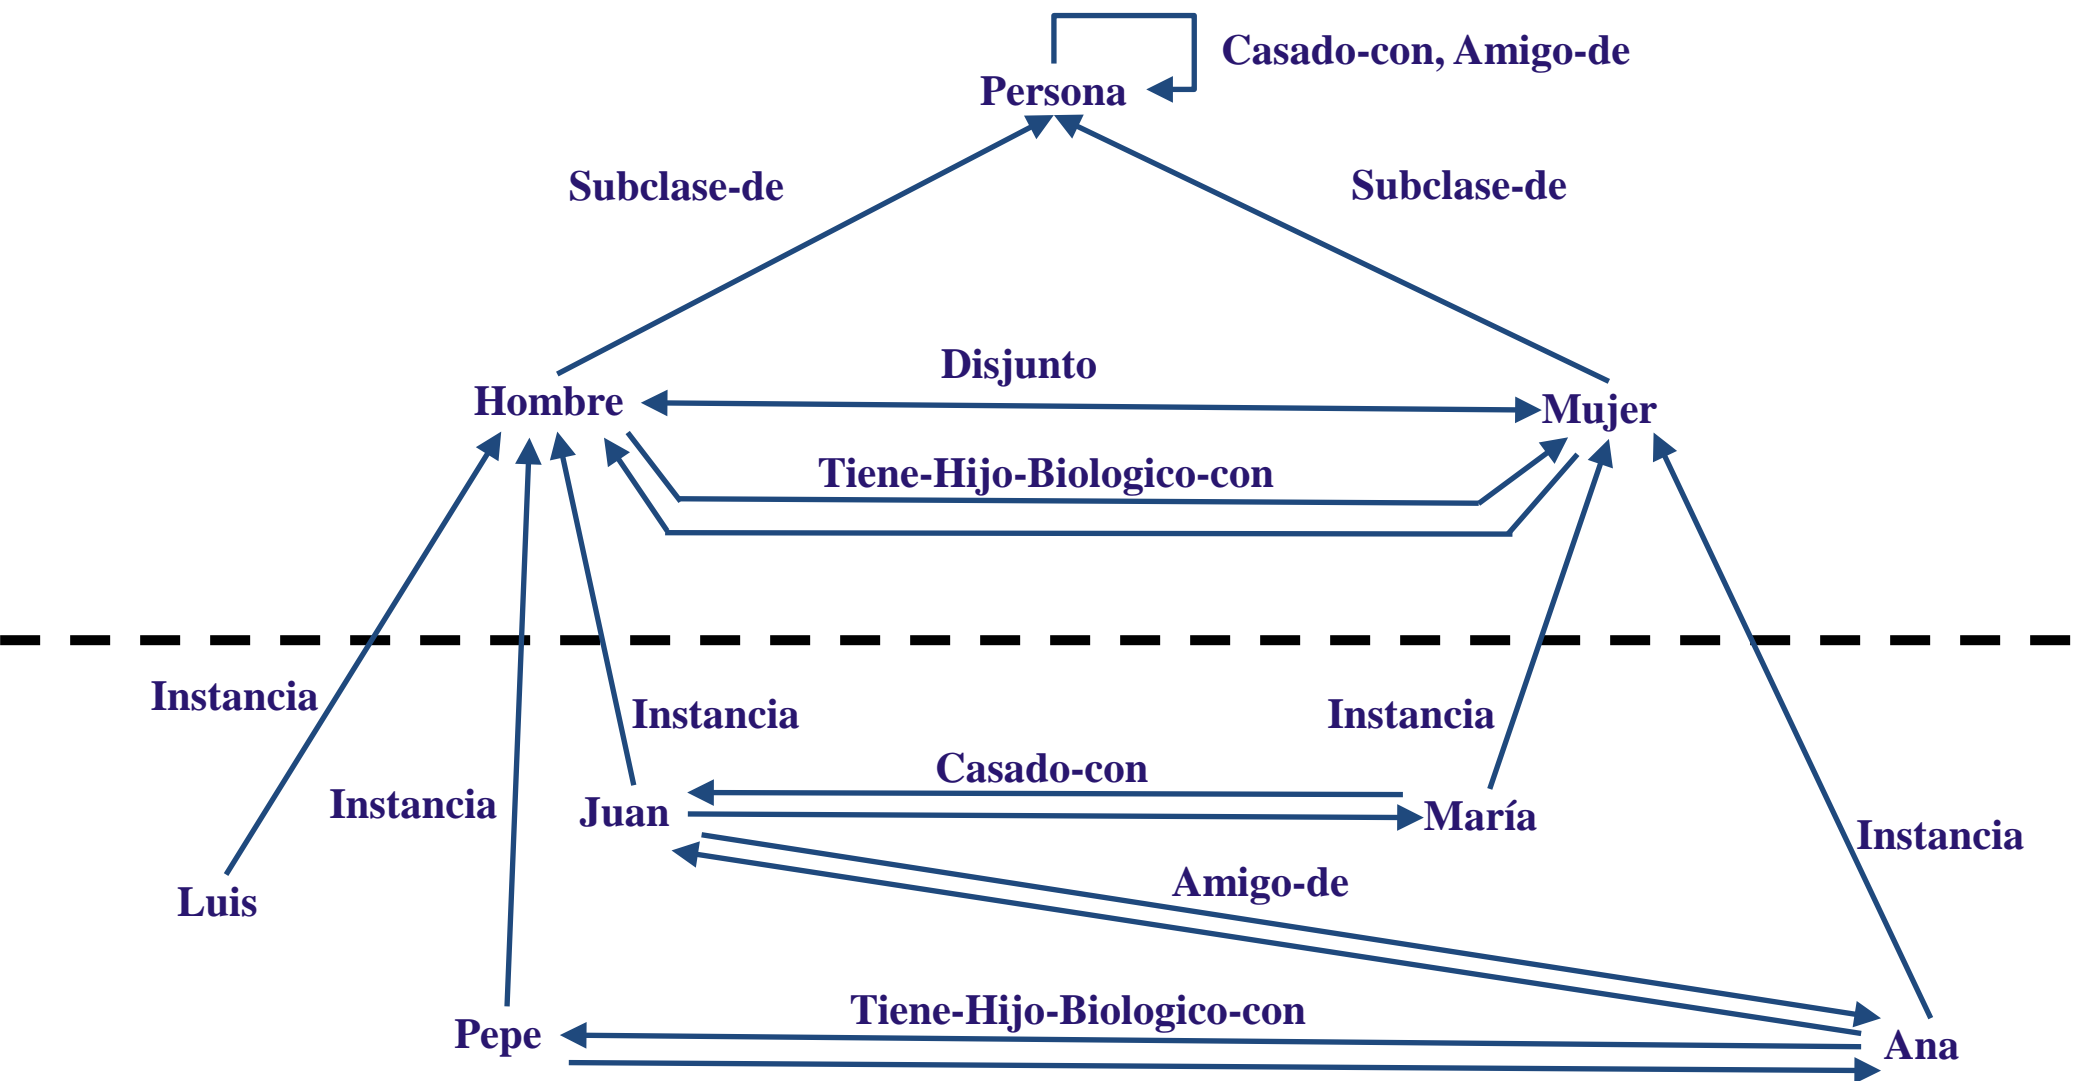 Casado-con, Amigo-de
Persona
Subclase-de
Subclase-de
Disjunto
Hombre
Mujer
Tiene-Hijo-Biologico-con
Instancia
Instancia
Instancia
Casado-con
Instancia
Juan
María
Instancia
Amigo-de
Luis
Tiene-Hijo-Biologico-con
Pepe
Ana